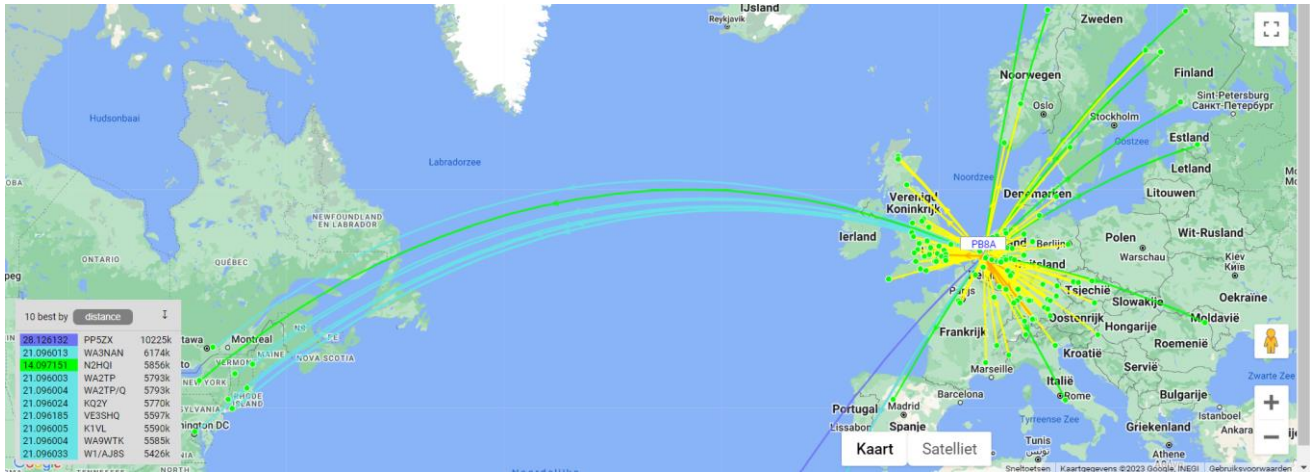 IJsland
Reykjavik
Zweden
Noorwegen
Finland
Oslo
Sint-Petersburg
Санкт-Петербург
Stockholm
Hudsonbaai
Oostzee
Estland
Labradorzee
Noordzee
Letland
Denemarken
Litouwen
Verenigd
Koninkrijk
NEWFOUNDLAND
EN LABRADOR
Ierland
PB8A
Berlijn
Polen
Warschau
Wit-Rusland
ONTARIO
QUÉBEC
Kiev
Київ
Parijs
Tsjechië
Slowakije
Oekraïne
Oostenrijk
Hongarije
Moldavië
10 best by distance
28.126132 PP5ZX 10225k
21.096013 WA3NAN 6174k
14.097151 N2HQI 5856k
21.096003 WA2TP 5793k
21.096004 WA2TP/Q 5793k
21.096024 KQ2Y 5770k
21.096185 VE3SHQ 5597k
21.096005 K1VL 5590k
21.096004 WA9WTK 5585k
21.096033 W1/AJ8S 5426k
Montreal
VERMONT
MAINE
NOVA SCOTIA
NEW YORK
RHODE
ISLAND
Frankrijk
Roemenië
Kroatië
Marseille
Servië
Italië
Zwarte Zee
Barcelona
Rome
Bulgarije
Portugal
Madrid
Spanje
Tyrreense Zee
Istanboel
Lissabon
Griekenland
Ankara
Tunis
تونس
Athene
Kaart
Satelliet
Google
NORTH
Sneltoetsen
Kaartgegevens ©2023 Google, INEGI
Gebruiksvoorwaarden